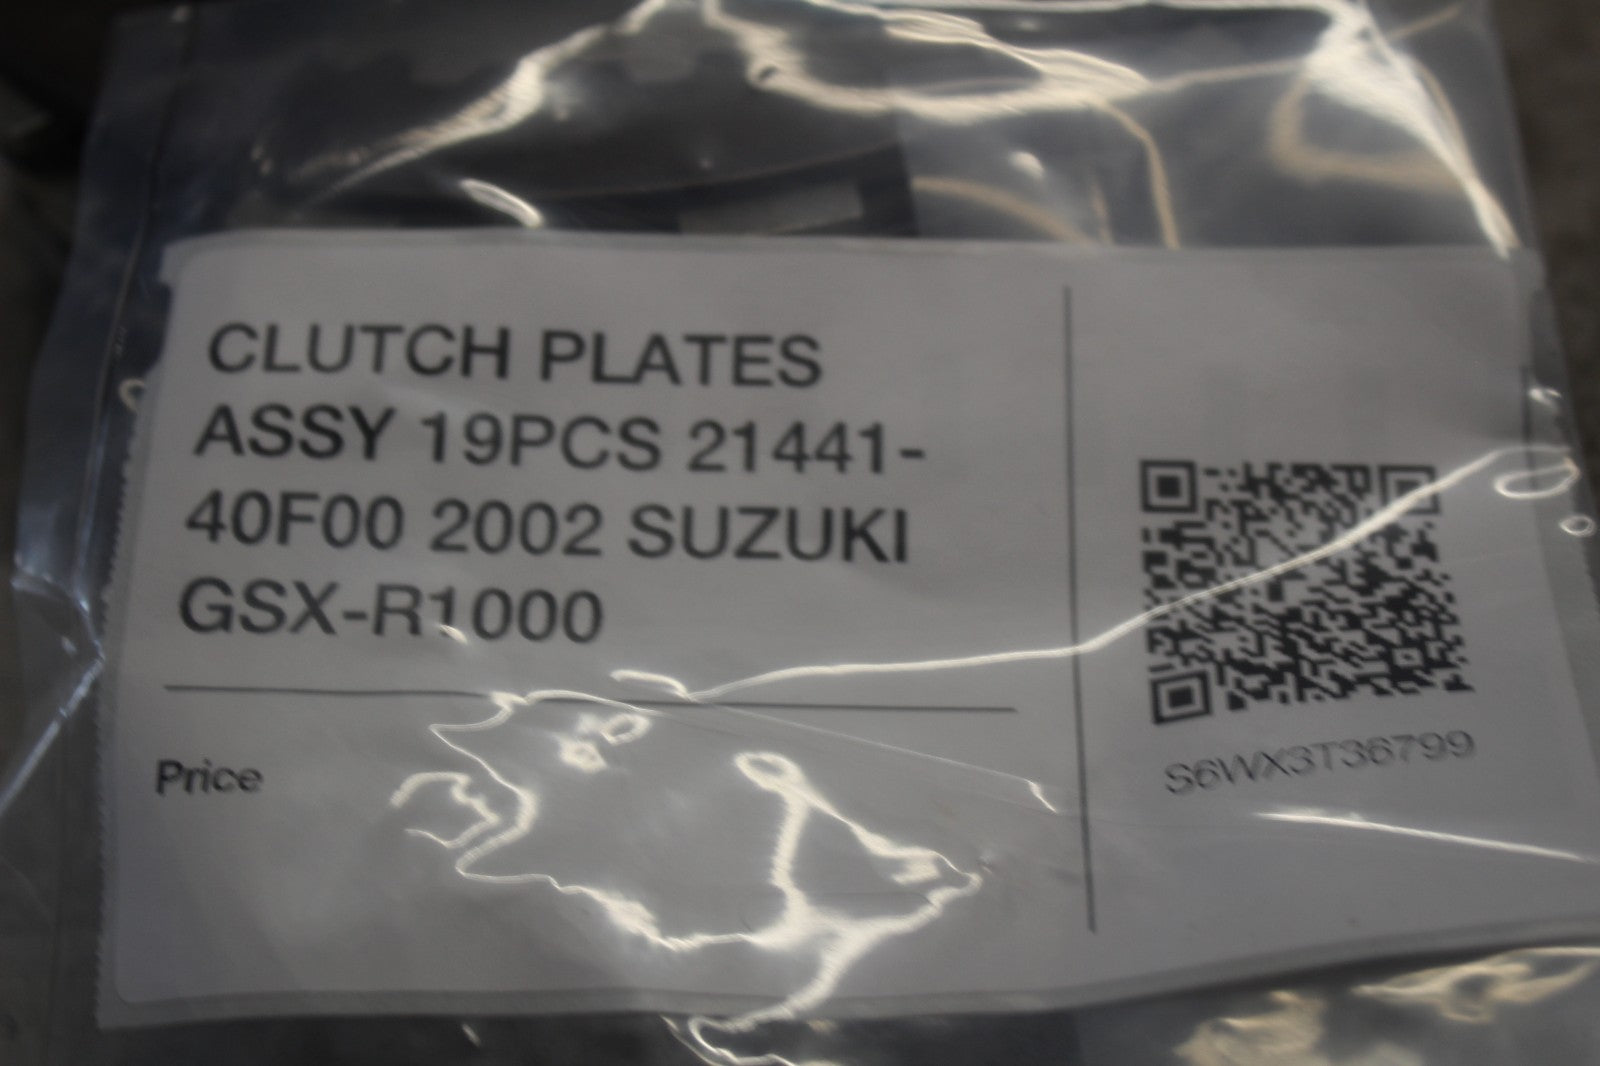 CLUTCH PLATES
ASSY 19PCS 21441-
40F00 2002 SUZUKI
GSX-R1000
Price
S6WX3T36799